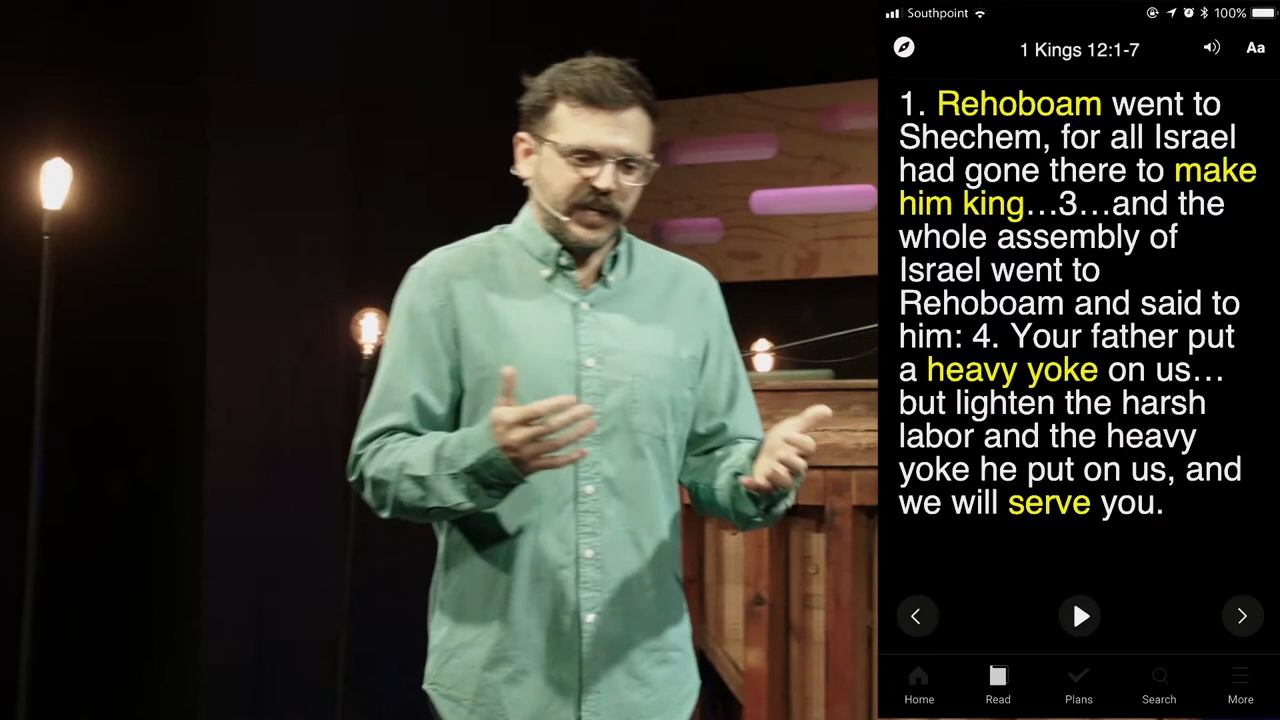 Southpoint 100%
1 Kings 12:1-7
Aa
1. Rehoboam went to
Shechem, for all Israel
had gone there to make
him king...3...and the
whole assembly of
Israel went to
Rehoboam and said to
him: 4. Your father put
a heavy yoke on us...
but lighten the harsh
labor and the heavy
yoke he put on us, and
we will serve you.
Home Read Plans Search More